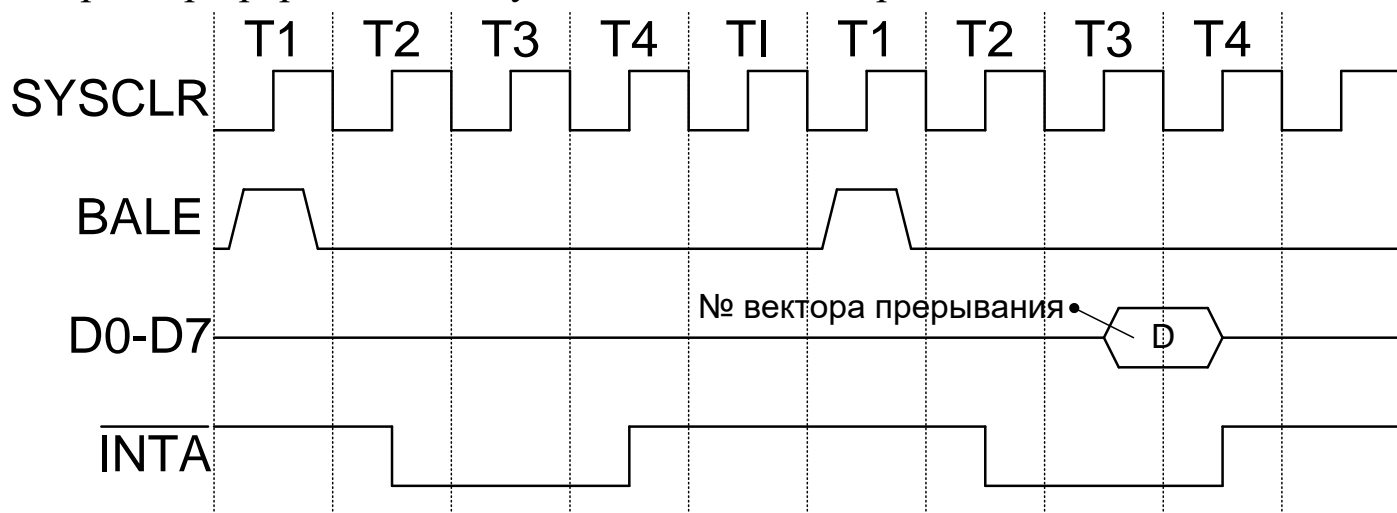 T1 T2 T3 T4 TI T1 T2 T3 T4
SYSCLR
BALE
№ вектора прерывания
D0-D7
D
INTA